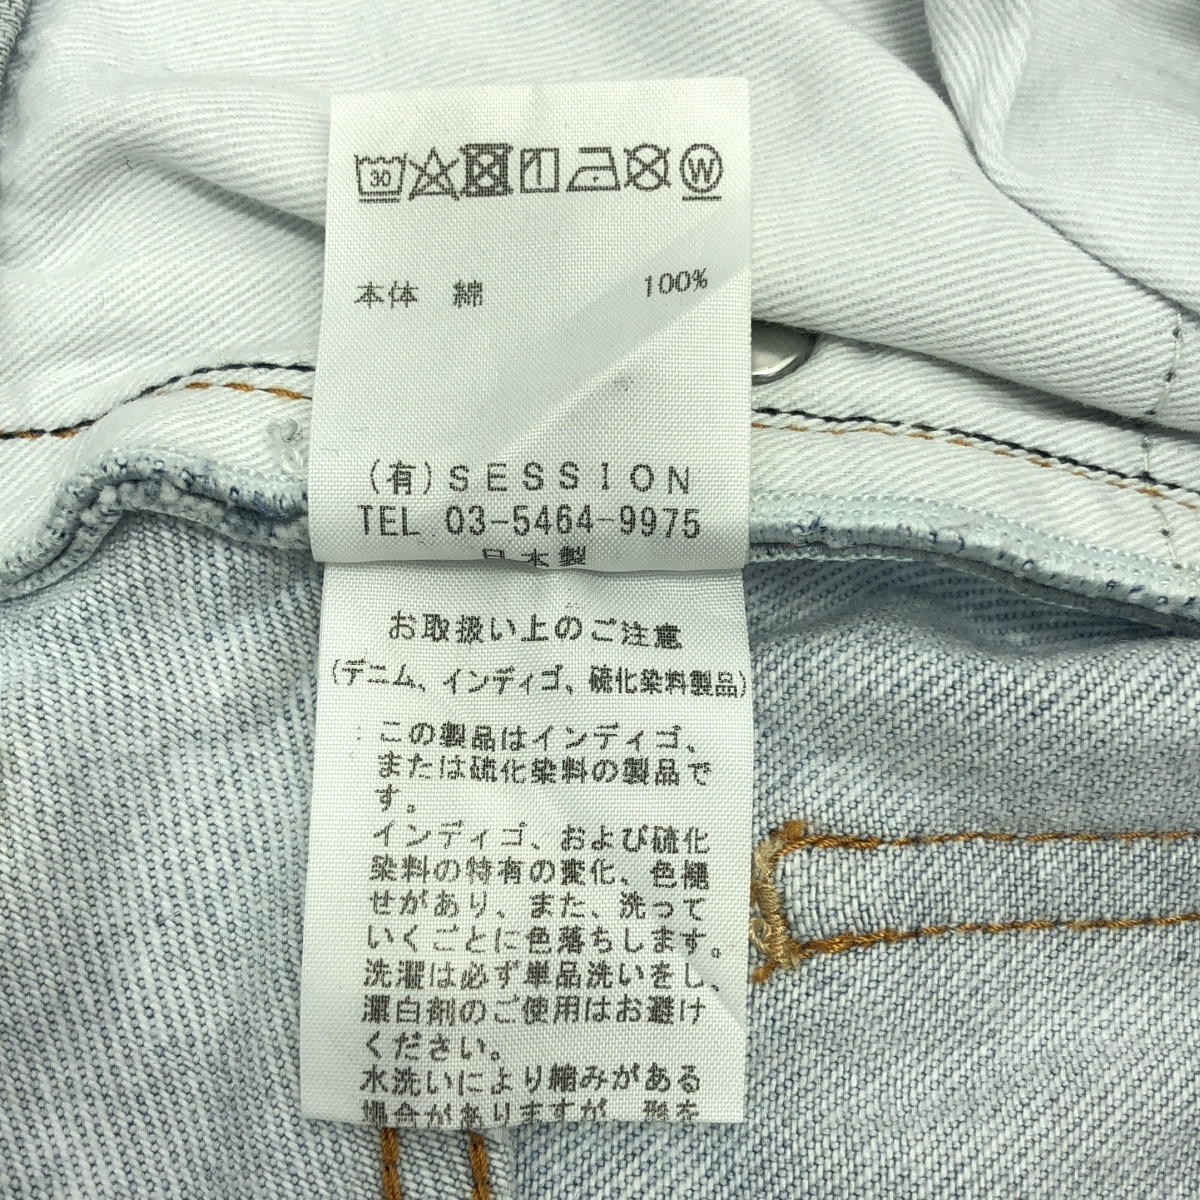 30
W
本体 綿 100%
(有)SESSION
TEL 03-5464-9975
日本製
お取扱い上のご注意
(デニム、インディゴ、硫化染料製品)
この製品はインディゴ、
または硫化染料の製品で
す。
インディゴ、および硫化
染料の特有の変化、色褪
せがあり、また、洗って
いくごとに色落ちします。
洗濯は必ず単品洗いをし、
漂白剤のご使用はお避け
ください。
水洗いにより縮みがある
場合がありますが、形を